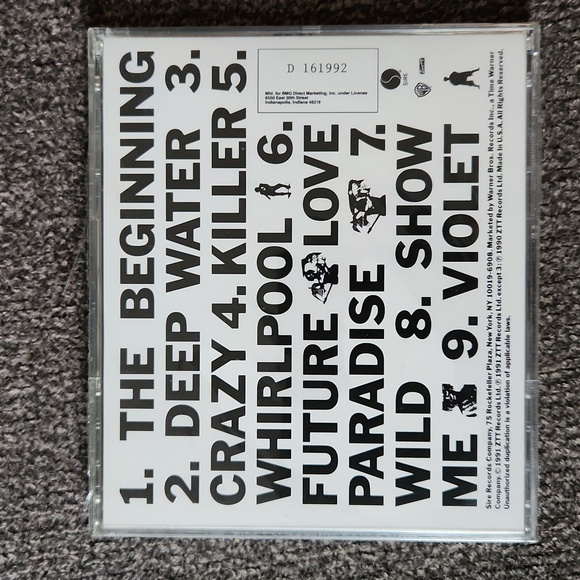 1. THE BEGINNING
2. DEEP WATER 3.
CRAZY 4. KILLER 5.
WHIRLPOOL 6.
FUTURE LOVE
PARADISE 7.
WILD 8. SHOW
ME 9. VIOLET
D 161992
Mfd. for BMG Direct Marketing, Inc. under License
6550 East 30th Street
Indianapolis, Indiana 46219
SIRE
Sire Records Company, 75 Rockefeller Plaza, New York, NY 10019-6908. Marketed by Warner Bros. Records Inc., a Time Warner
Company. © 1991 ZTT Records Ltd. ℗ 1991 ZTT Records Ltd. except 3: ℗ 1990 ZTT Records Ltd. Made in U.S.A. All Rights Reserved.
Unauthorized duplication is a violation of applicable laws.